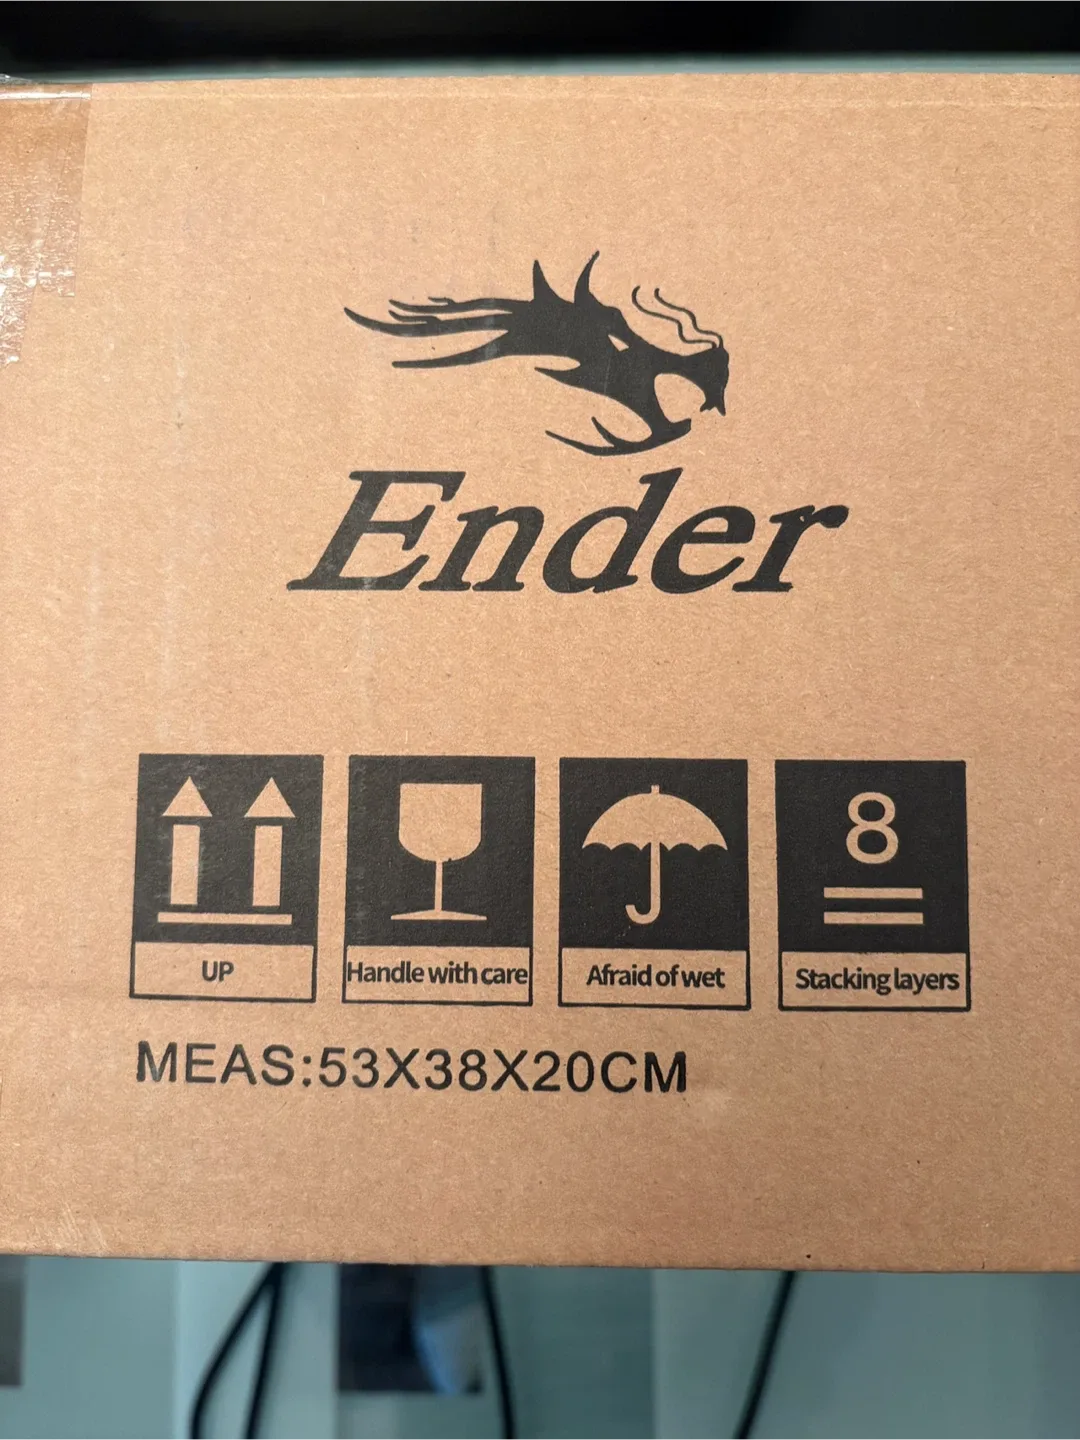 Ender
8
UP
Handle with care
Afraid of wet
Stacking layers
MEAS:53X38X20CM